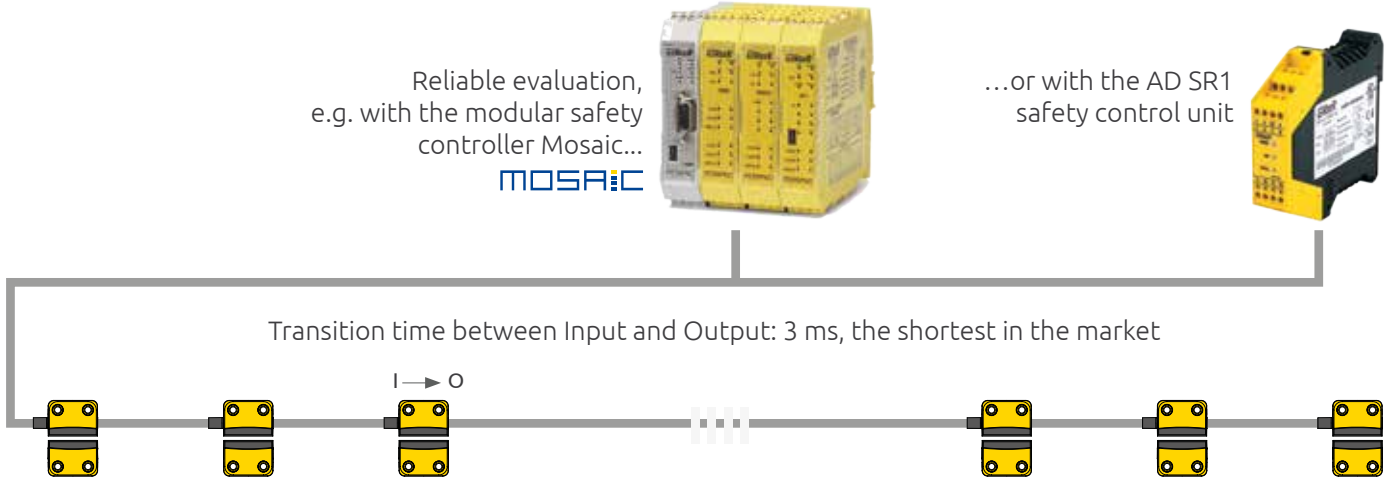 Reliable evaluation,
e.g. with the modular safety
controller Mosaic...
MOSAIC
…or with the AD SR1
safety control unit
Transition time between Input and Output: 3 ms, the shortest in the market
I O